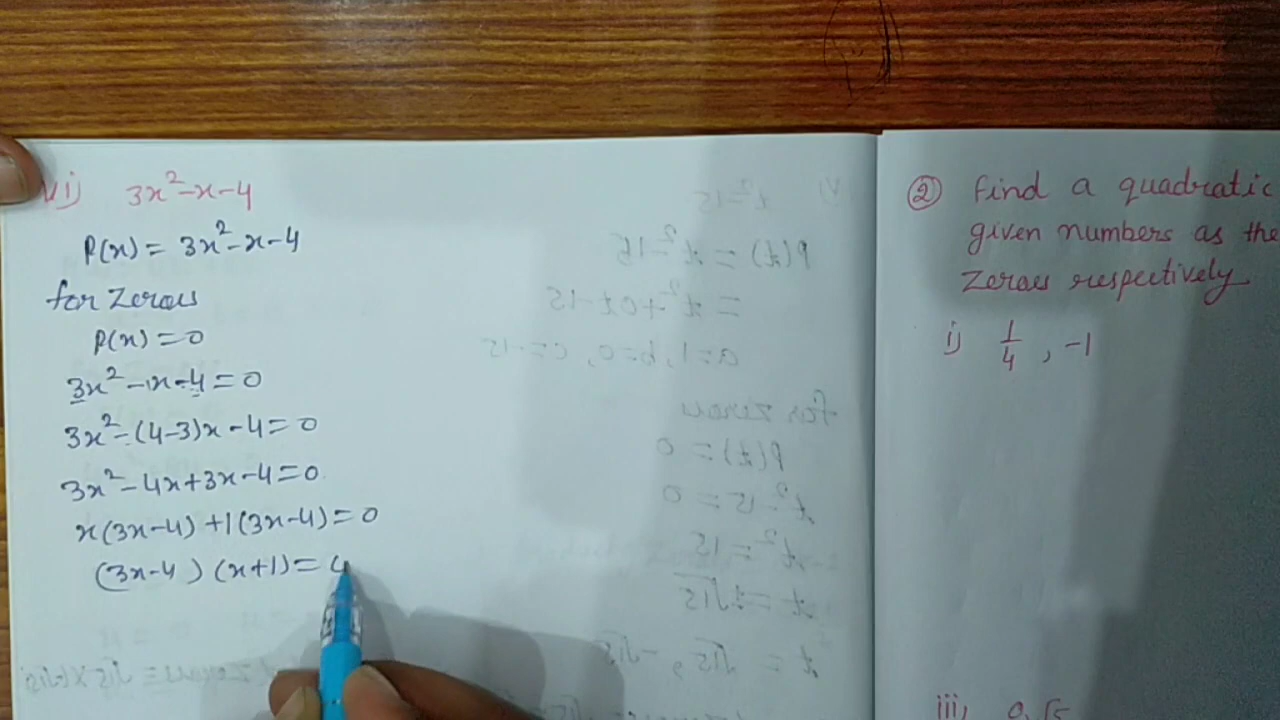 vi) 3x²-x-4
P(x) = 3x²-x-4
for Zeroes
P(x) = 0
3x²-x-4=0
3x²-(4-3)x-4=0
3x²-4x+3x-4=0
x(3x-4)+1(3x-4)=0
(3x-4)(x+1)=
② Find a quadratic
given numbers as the
Zeroes respectively
i) 1/4, -1
iii, 0, √5